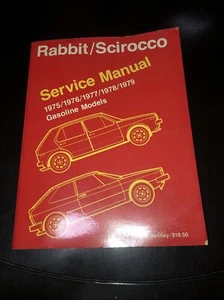 Rabbit/Scirocco
Service Manual
1975/1976/1977/1978/1979
Gasoline Models
Bentley/$18.50